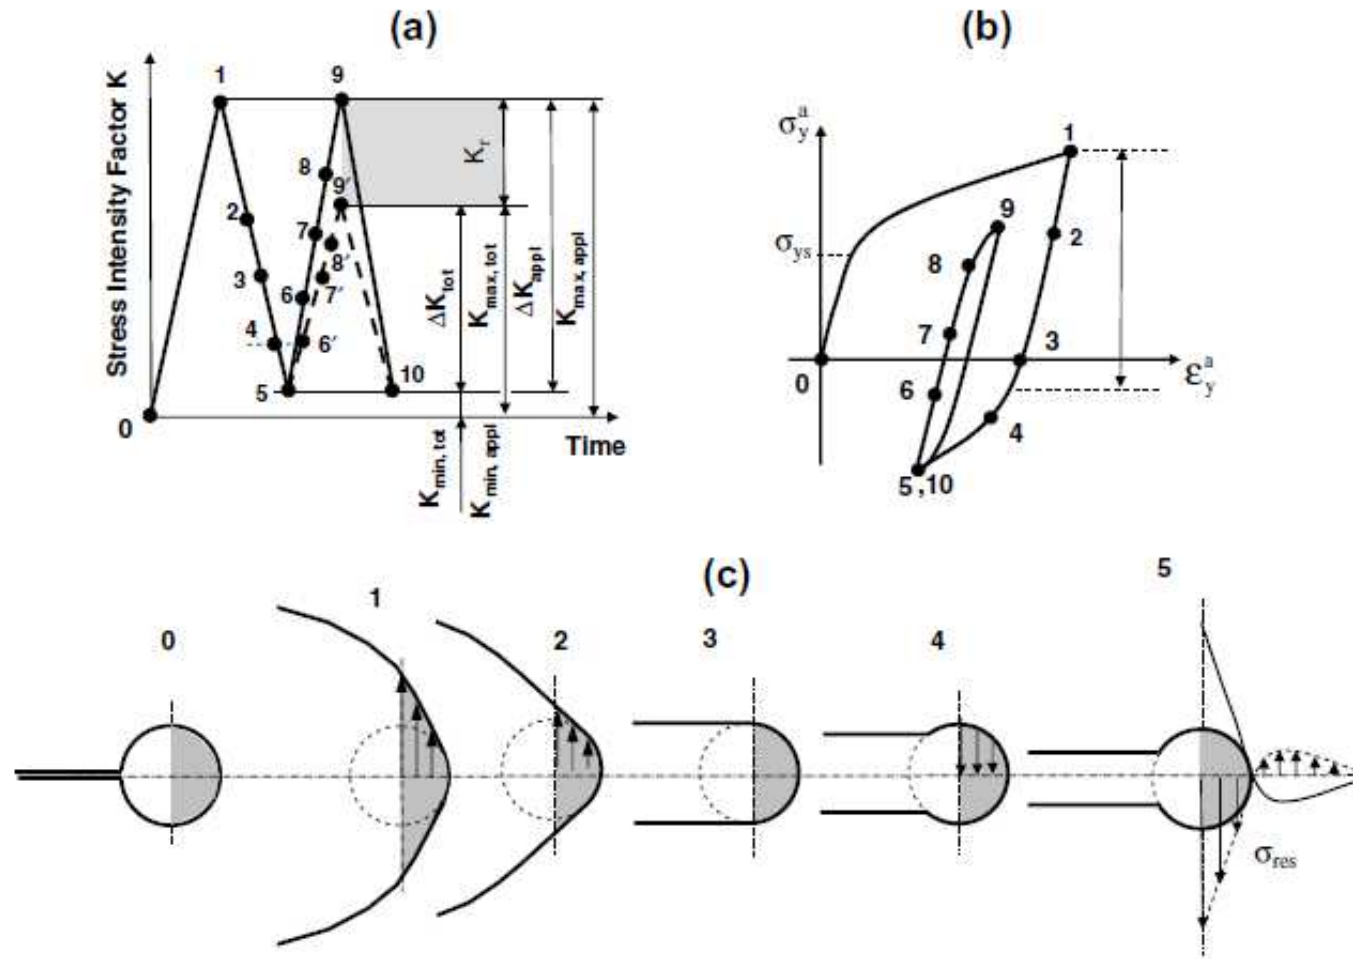 (a)
Stress Intensity Factor K
1
9
8
9′
2
7
8′
3
6
7′
4
6′
5
10
0
Time
K_r
ΔK_tot
K_max, tot
ΔK_appl
K_max, appl
K_min, tot
K_min, appl
(b)
σ_y^a
1
9
2
σ_ys
8
7
3
0
ε_y^a
6
4
5 ,10
(c)
0
1
2
3
4
5
σ_res